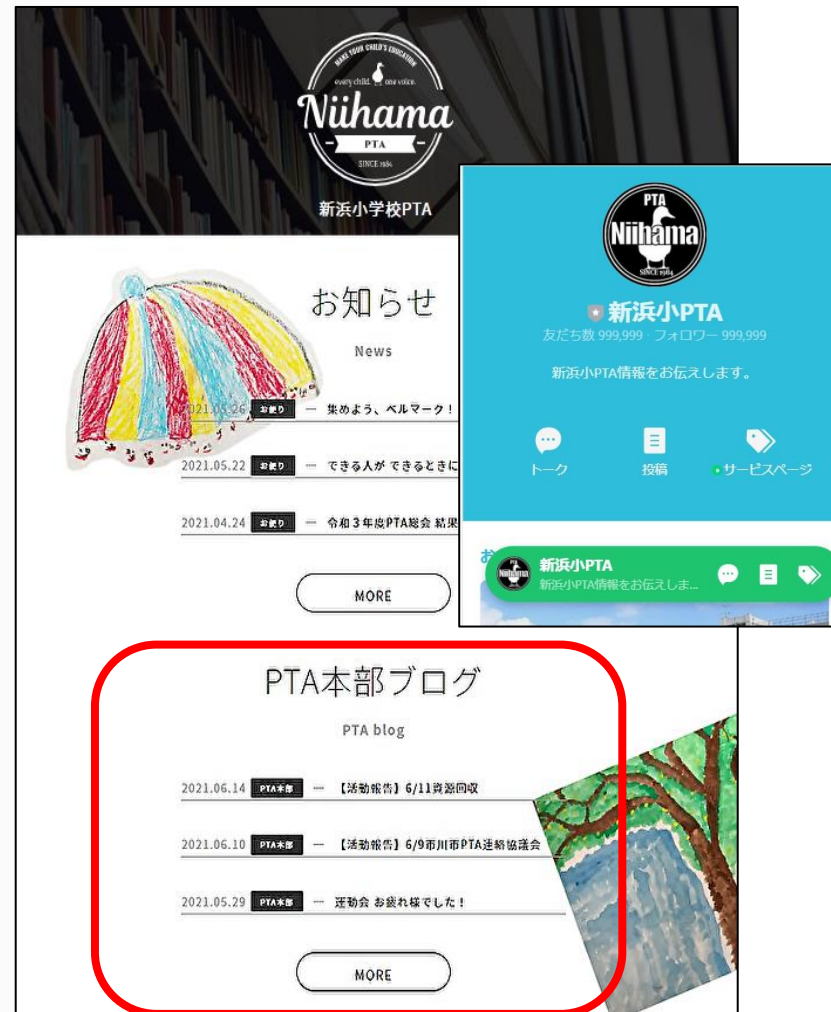 MAKE YOUR CHILD'S EDUCATION
every child. one voice.
Niihama
PTA
SINCE 1984
新浜小学校PTA
お知らせ
News
2021.05.26 お便り ー 集めよう、ベルマーク！
2021.05.22 お便り ー できる人が できるときに
2021.04.24 お便り ー 令和３年度PTA総会 結果
MORE
PTA
Niihama
SINCE 1984
新浜小PTA
友だち数 999,999・フォロワー 999,999
新浜小PTA情報をお伝えします。
トーク
投稿
サービスページ
お
Niihama
新浜小PTA
新浜小PTA情報をお伝えしま...
PTA本部ブログ
PTA blog
2021.06.14 PTA本部 ー 【活動報告】6/11資源回収
2021.06.10 PTA本部 ー 【活動報告】6/9市川市PTA連絡協議会
2021.05.29 PTA本部 ー 運動会 お疲れ様でした！
MORE